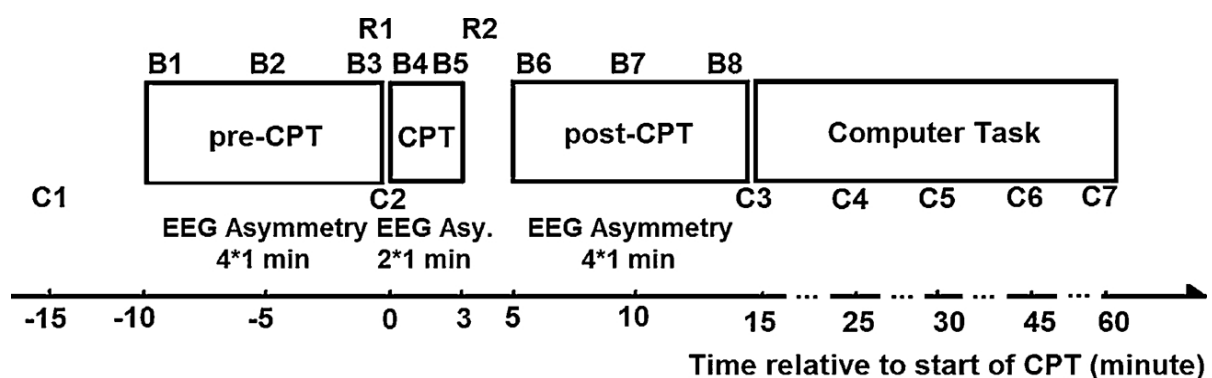 R1 R2
B1 B2 B3 B4 B5 B6 B7 B8
pre-CPT CPT post-CPT Computer Task
C1 C2 C3 C4 C5 C6 C7
EEG Asymmetry EEG Asy. EEG Asymmetry
4*1 min 2*1 min 4*1 min
-15 -10 -5 0 3 5 10 15 ... 25 ... 30 ... 45 ... 60
Time relative to start of CPT (minute)